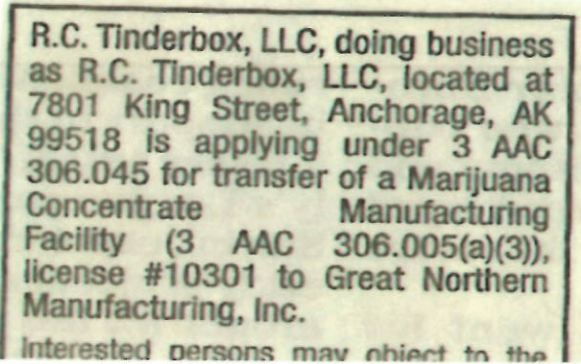 R.C. Tinderbox, LLC, doing business
as R.C. Tinderbox, LLC, located at
7801 King Street, Anchorage, AK
99518 is applying under 3 AAC
306.045 for transfer of a Marijuana
Concentrate Manufacturing
Facility (3 AAC 306.005(a)(3)),
license #10301 to Great Northern
Manufacturing, Inc.
Interested persons may object to the